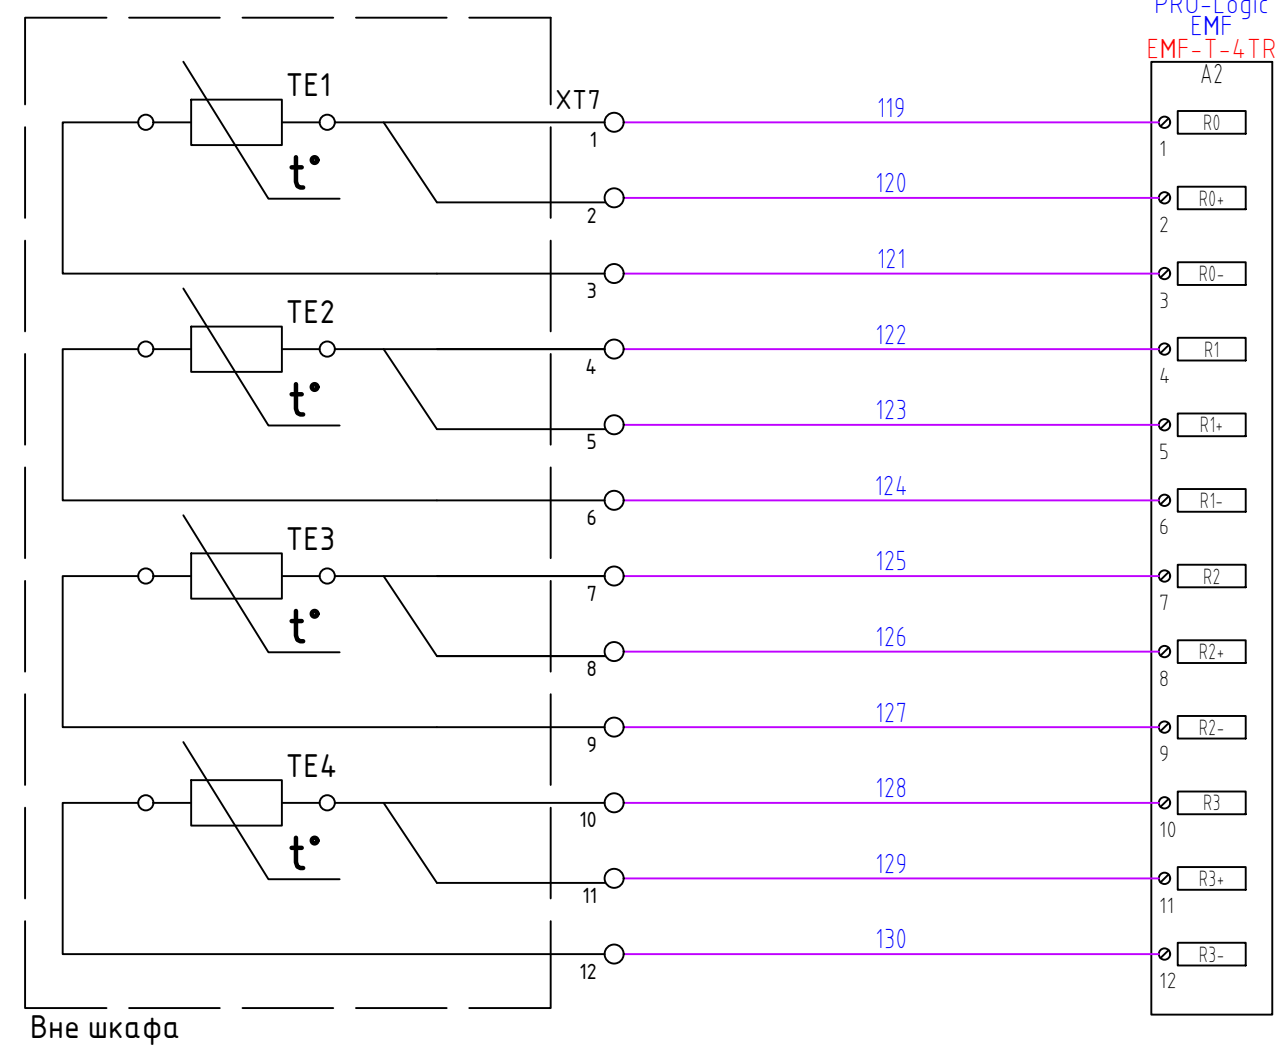 PRO-Logic
EMF
EMF-T-4TR
A2
TE1
t°
XT7
1
119
1
R0
2
120
2
R0+
3
121
3
R0-
TE2
t°
4
122
4
R1
5
123
5
R1+
6
124
6
R1-
TE3
t°
7
125
7
R2
8
126
8
R2+
9
127
9
R2-
TE4
t°
10
128
10
R3
11
129
11
R3+
12
130
12
R3-
Вне шкафа